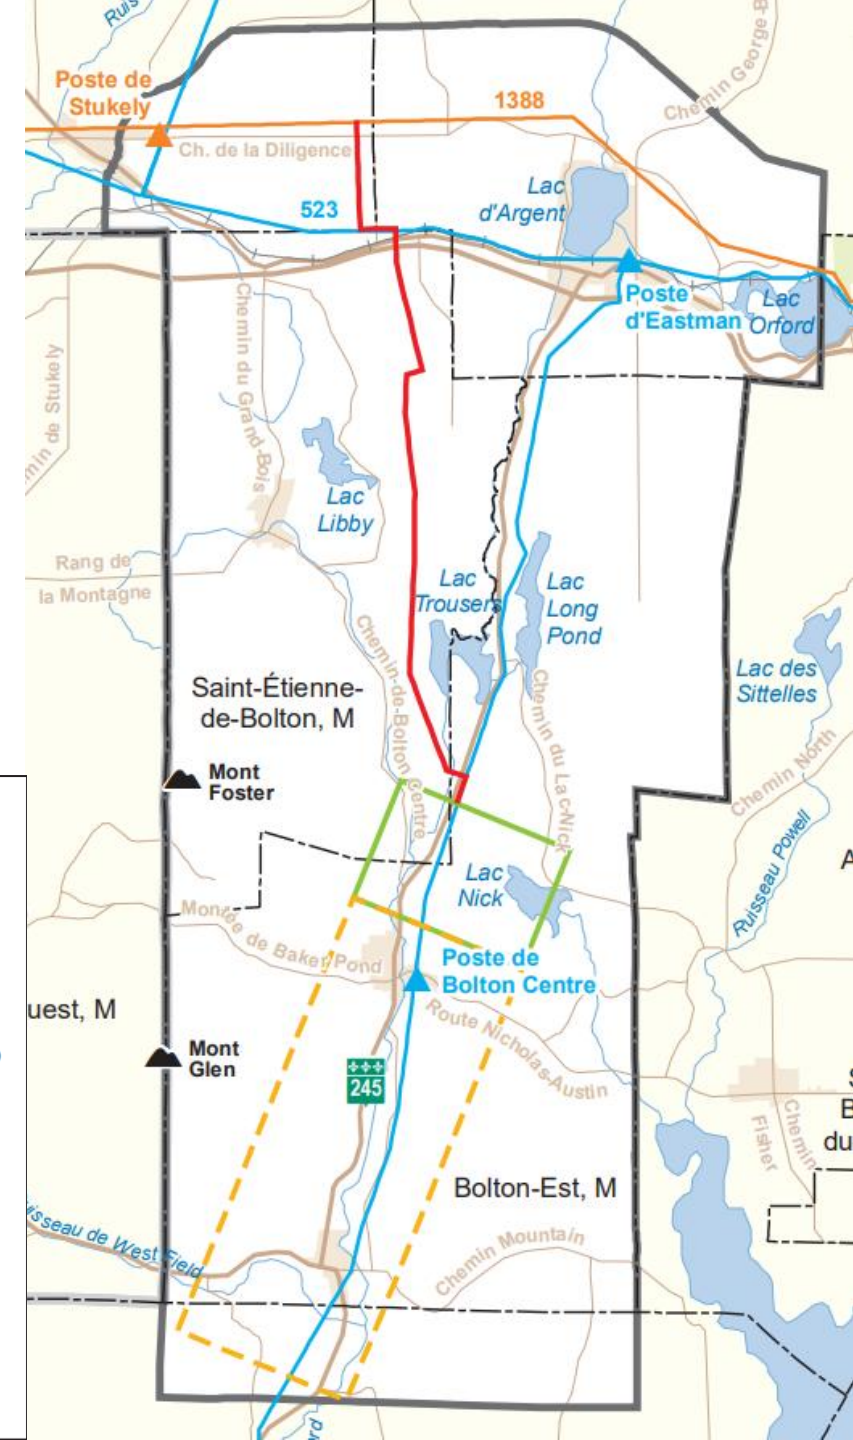 Poste de
Stukely
1388
Ch. de la Diligence
Lac
d'Argent
523
Poste
d'Eastman
Lac
Orford
Chemin du Grand-Bois
Lac
Libby
Rang de
la Montagne
Lac
Trousers
Lac
Long
Pond
Chemin-de-Bolton Centre
Chemin du Lac-Nick
Lac des
Sittelles
Saint-Étienne-
de-Bolton, M
Chemin North
Mont
Foster
Ruisseau Powell
Lac
Nick
Montée de Baker Pond
Poste de
Bolton Centre
Route Nicholas-Austin
uest, M
Mont
Glen
245
Chemin
Fisher
du
Bolton-Est, M
Chemin Mountain
uisseau de West Field